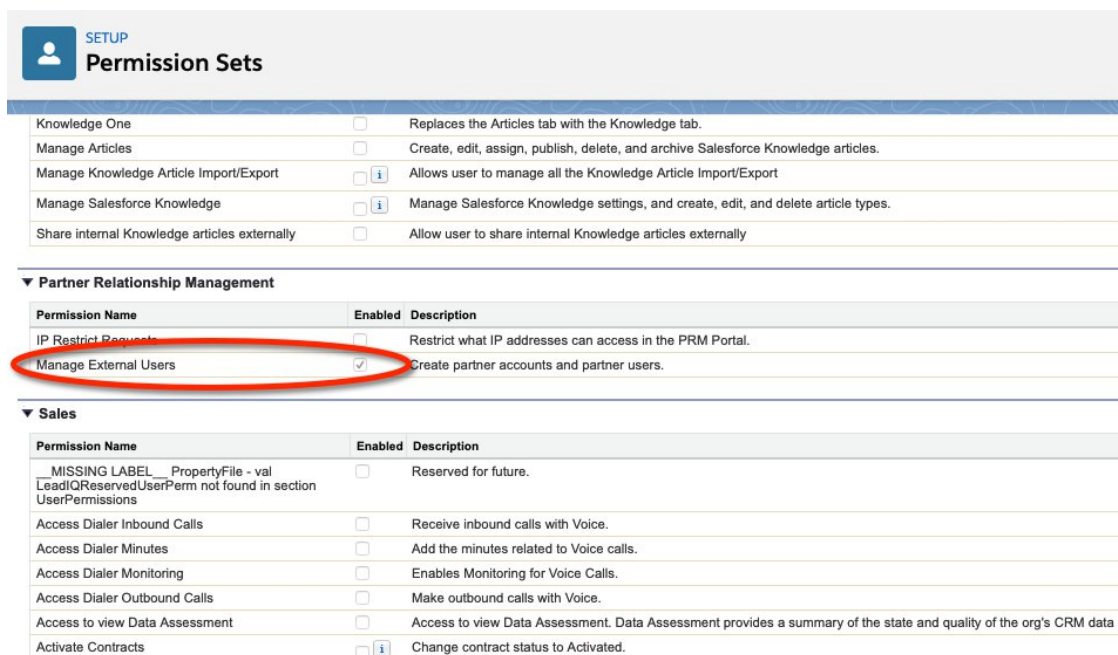 SETUP
Permission Sets
Knowledge One Replaces the Articles tab with the Knowledge tab.
Manage Articles Create, edit, assign, publish, delete, and archive Salesforce Knowledge articles.
Manage Knowledge Article Import/Export i Allows user to manage all the Knowledge Article Import/Export
Manage Salesforce Knowledge i Manage Salesforce Knowledge settings, and create, edit, and delete article types.
Share internal Knowledge articles externally Allow user to share internal Knowledge articles externally
Partner Relationship Management
Permission Name Enabled Description
IP Restrict Requests Restrict what IP addresses can access in the PRM Portal.
Manage External Users Create partner accounts and partner users.
Sales
Permission Name Enabled Description
__MISSING LABEL__ PropertyFile - val Reserved for future.
LeadIQReservedUserPerm not found in section
UserPermissions
Access Dialer Inbound Calls Receive inbound calls with Voice.
Access Dialer Minutes Add the minutes related to Voice calls.
Access Dialer Monitoring Enables Monitoring for Voice Calls.
Access Dialer Outbound Calls Make outbound calls with Voice.
Access to view Data Assessment Access to view Data Assessment. Data Assessment provides a summary of the state and quality of the org's CRM data
Activate Contracts i Change contract status to Activated.